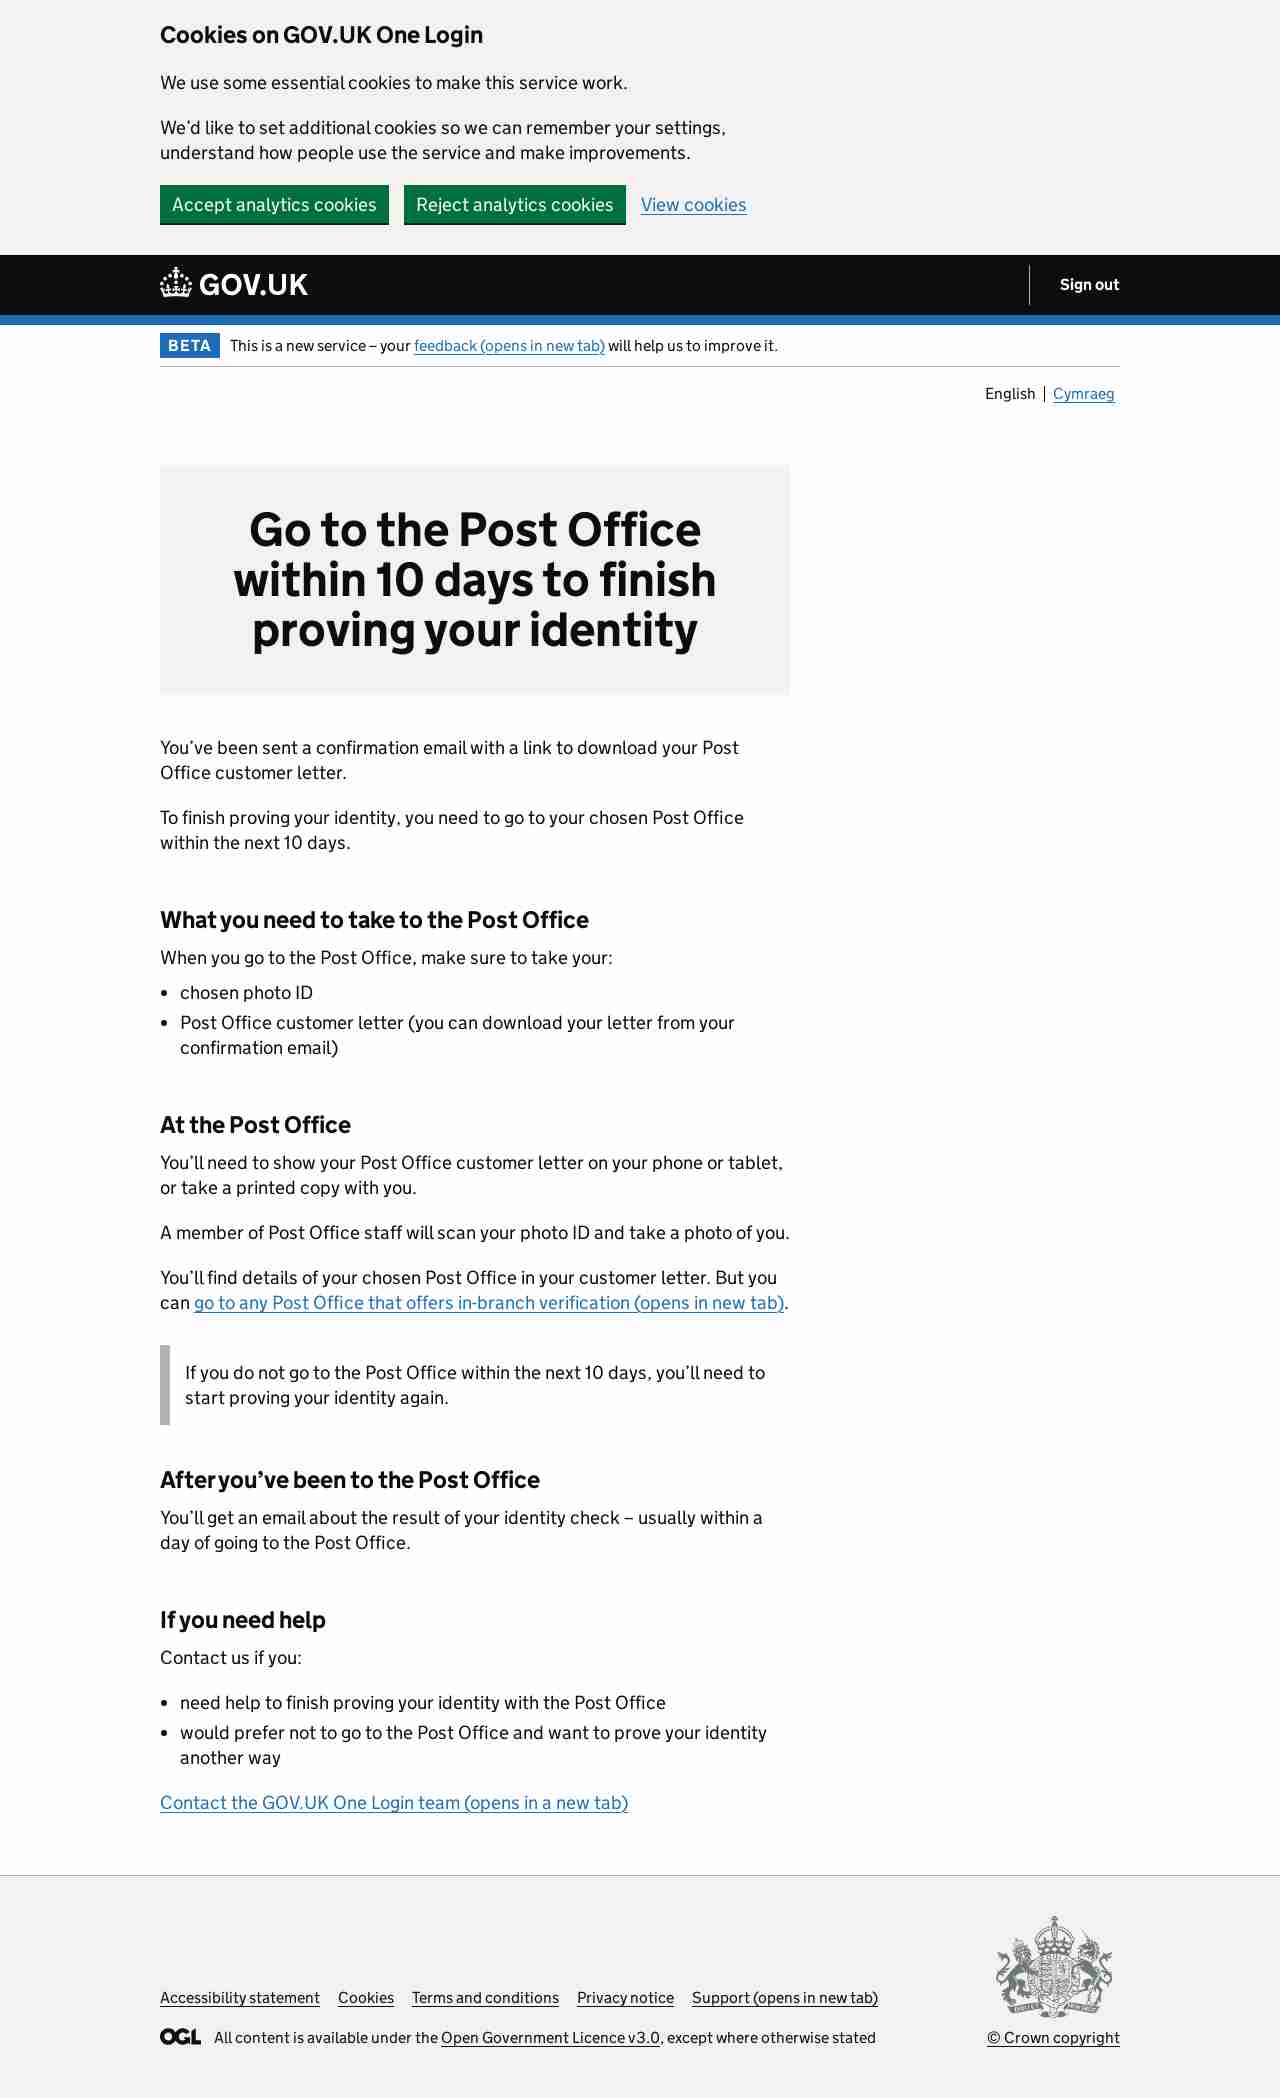 Cookies on GOV.UK One Login
We use some essential cookies to make this service work.
We’d like to set additional cookies so we can remember your settings,
understand how people use the service and make improvements.
Accept analytics cookies Reject analytics cookies View cookies
GOV.UK Sign out
BETA This is a new service – your feedback (opens in new tab) will help us to improve it.
English Cymraeg
Go to the Post Office
within 10 days to finish
proving your identity
You’ve been sent a confirmation email with a link to download your Post
Office customer letter.
To finish proving your identity, you need to go to your chosen Post Office
within the next 10 days.
What you need to take to the Post Office
When you go to the Post Office, make sure to take your:
• chosen photo ID
• Post Office customer letter (you can download your letter from your
confirmation email)
At the Post Office
You’ll need to show your Post Office customer letter on your phone or tablet,
or take a printed copy with you.
A member of Post Office staff will scan your photo ID and take a photo of you.
You’ll find details of your chosen Post Office in your customer letter. But you
can go to any Post Office that offers in-branch verification (opens in new tab).
If you do not go to the Post Office within the next 10 days, you’ll need to
start proving your identity again.
After you’ve been to the Post Office
You’ll get an email about the result of your identity check – usually within a
day of going to the Post Office.
If you need help
Contact us if you:
• need help to finish proving your identity with the Post Office
• would prefer not to go to the Post Office and want to prove your identity
another way
Contact the GOV.UK One Login team (opens in a new tab)
Accessibility statement Cookies Terms and conditions Privacy notice Support (opens in new tab)
OGL All content is available under the Open Government Licence v3.0, except where otherwise stated
© Crown copyright